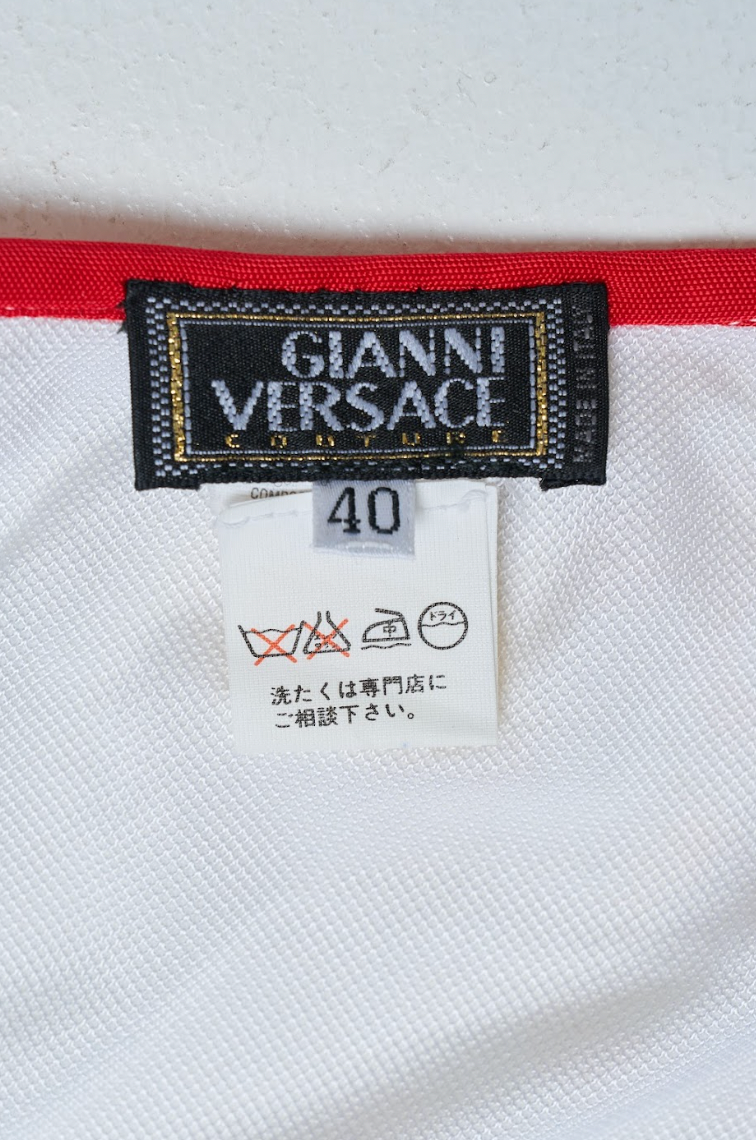 GIANNI
VERSACE
COUTURE
MADE IN ITALY
40
中 ドライ
洗たくは専門店に
ご相談下さい。